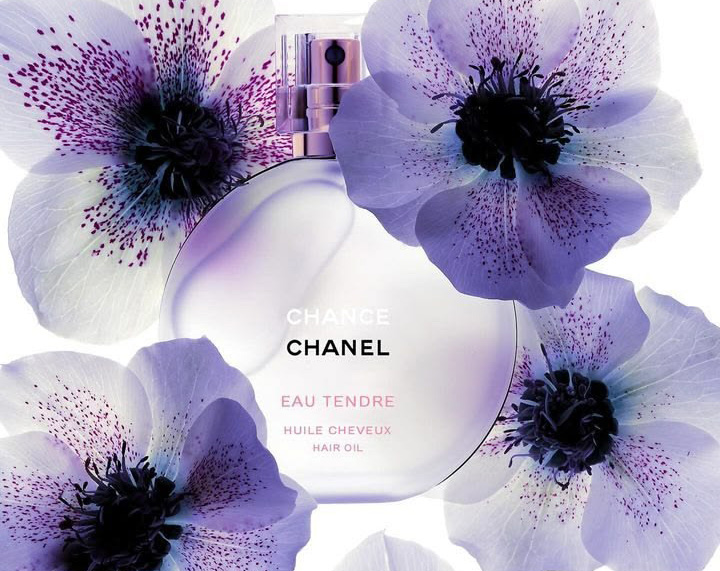 CHANCE
CHANEL
EAU TENDRE
HUILE CHEVEUX
HAIR OIL